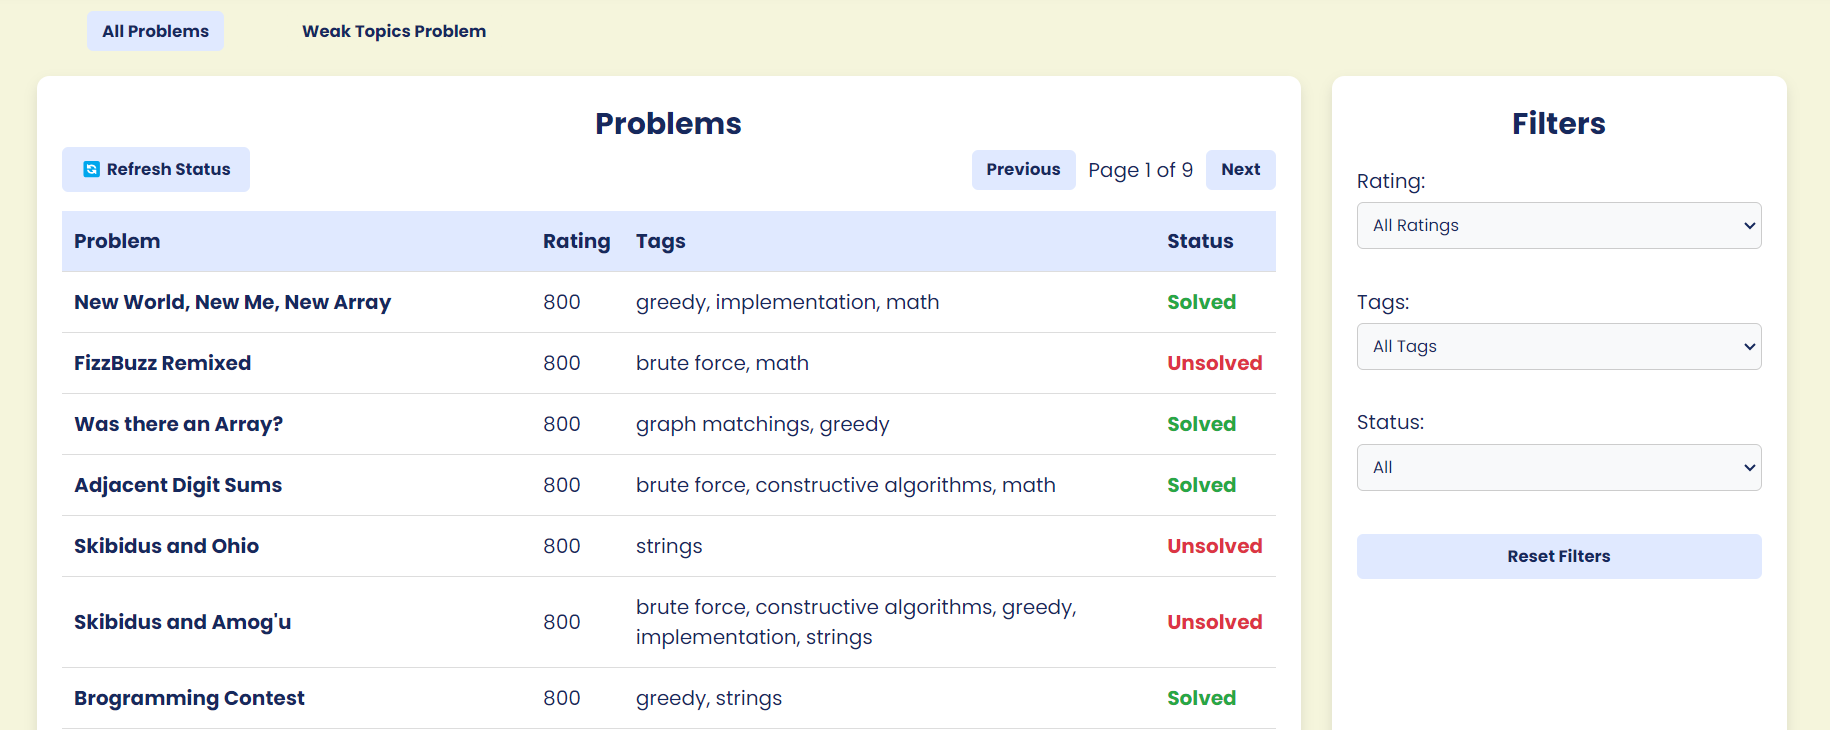 All Problems Weak Topics Problem
Problems
Refresh Status Previous Page 1 of 9 Next
Problem Rating Tags Status
New World, New Me, New Array 800 greedy, implementation, math Solved
FizzBuzz Remixed 800 brute force, math Unsolved
Was there an Array? 800 graph matchings, greedy Solved
Adjacent Digit Sums 800 brute force, constructive algorithms, math Solved
Skibidus and Ohio 800 strings Unsolved
Skibidus and Amog'u 800 brute force, constructive algorithms, greedy,
implementation, strings Unsolved
Brogramming Contest 800 greedy, strings Solved
Filters
Rating:
All Ratings
Tags:
All Tags
Status:
All
Reset Filters